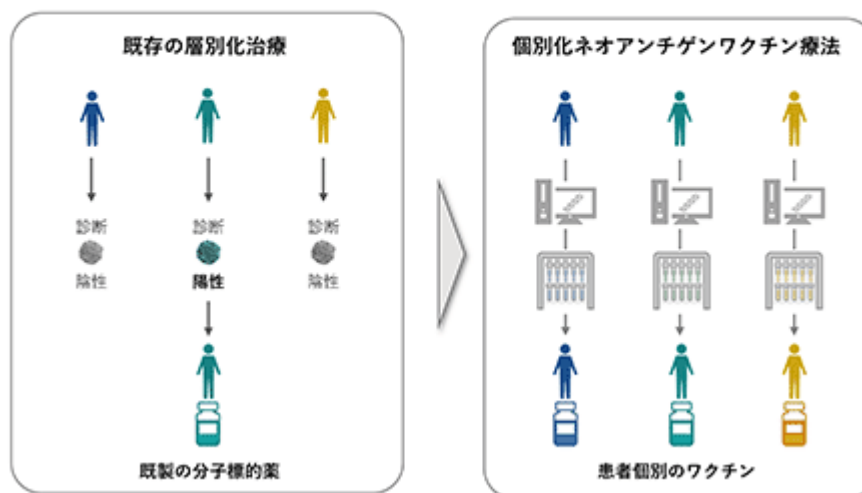 既存の層別化治療
診断
陰性
診断
陽性
診断
陰性
既製の分子標的薬
個別化ネオアンチゲンワクチン療法
患者個別のワクチン